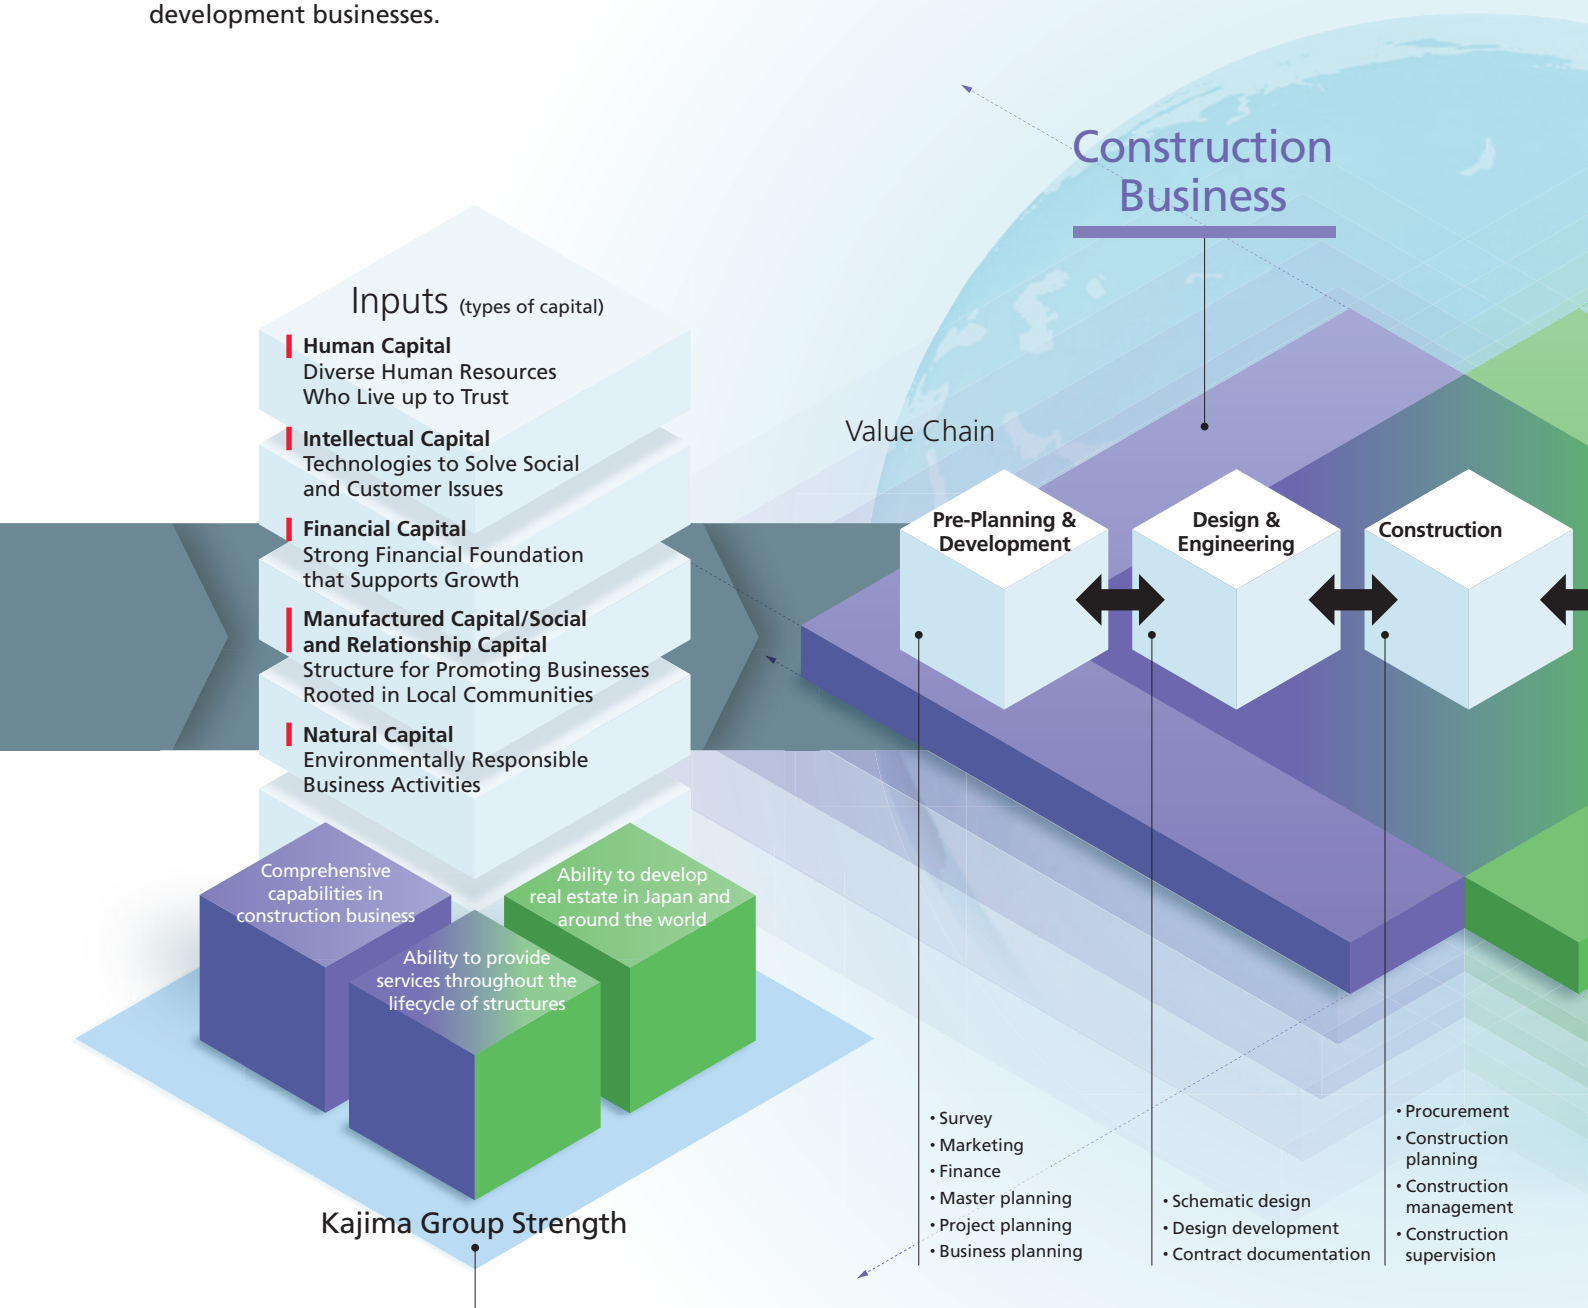 development businesses.
Construction
Business
Inputs (types of capital)
Human Capital
Diverse Human Resources
Who Live up to Trust
Intellectual Capital
Technologies to Solve Social
and Customer Issues
Financial Capital
Strong Financial Foundation
that Supports Growth
Manufactured Capital/Social
and Relationship Capital
Structure for Promoting Businesses
Rooted in Local Communities
Natural Capital
Environmentally Responsible
Business Activities
Comprehensive
capabilities in
construction business
Ability to develop
real estate in Japan and
around the world
Ability to provide
services throughout the
lifecycle of structures
Kajima Group Strength
Value Chain
Pre-Planning &
Development
Design &
Engineering
Construction
• Survey
• Marketing
• Finance
• Master planning
• Project planning
• Business planning
• Schematic design
• Design development
• Contract documentation
• Procurement
• Construction
planning
• Construction
management
• Construction
supervision